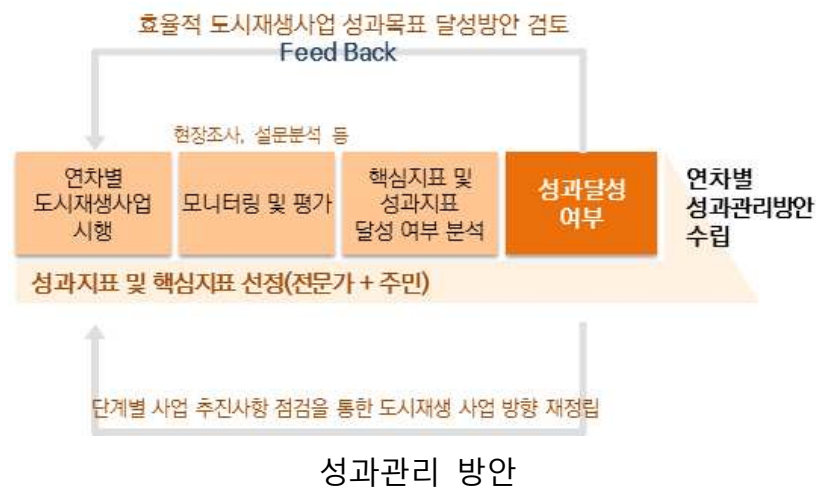 효율적 도시재생사업 성과목표 달성방안 검토
Feed Back
현장조사, 설문분석 등
연차별
도시재생사업
시행
모니터링 및 평가
핵심지표 및
성과지표
달성 여부 분석
성과달성
여부
연차별
성과관리방안
수립
성과지표 및 핵심지표 선정(전문가 + 주민)
단계별 사업 추진사항 점검을 통한 도시재생 사업 방향 재정립
성과관리 방안